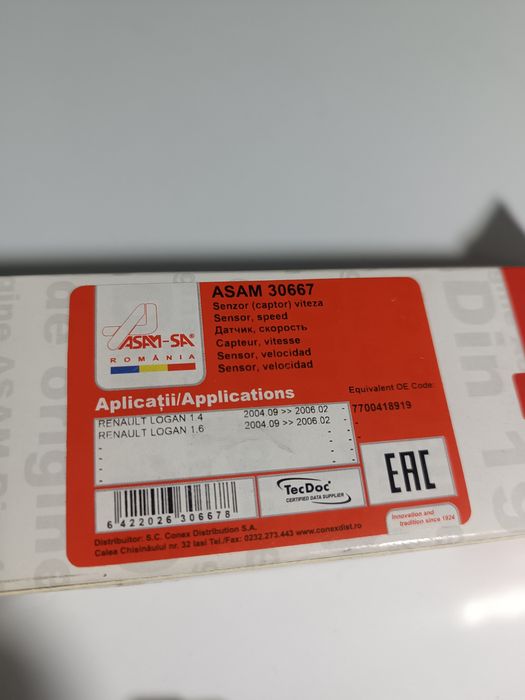 ASAM 30667
Senzor (captor) viteza
Sensor, speed
Датчик, скорость
Capteur, vitesse
Sensor, velocidad
Sensor, velocidad
ASAM-SA®
ROMÂNIA
Aplicații/Applications
Equivalent OE Code:
RENAULT LOGAN 1.4 2004.09 >> 2006.02 - 7700418919
RENAULT LOGAN 1.6 2004.09 >> 2006.02 -
6 422026 306678
TecDoc®
CERTIFIED DATA SUPPLIER
EAC
Innovation and
tradition since 1924
Distribuitor: S.C. Conex Distribution S.A.
Calea Chisinăului nr. 32 Iasi Tel./Fax: 0232.273.443 www.conexdist.ro